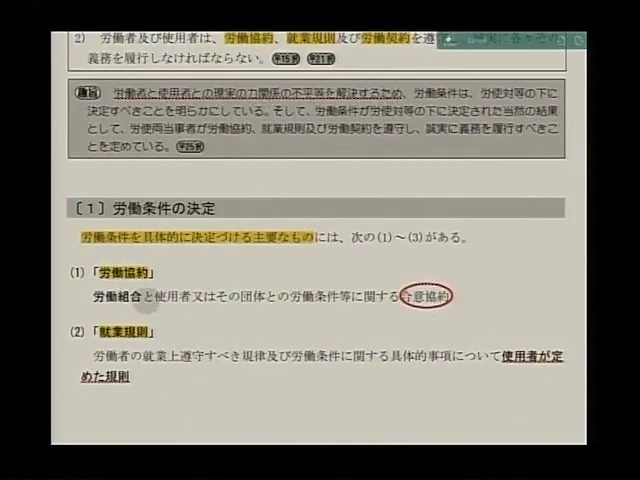 2) 労働者及び使用者は、労働協約、就業規則及び労働契約を遵守し、誠実に各々その
義務を履行しなければならない。平15択 平21択
趣旨 労働者と使用者との現実の力関係の不平等を解決するため、労働条件は、労使対等の下に
決定すべきことを明らかにしている。そして、労働条件が労使対等の下に決定された当然の結果
として、労使両当事者が労働協約、就業規則及び労働契約を遵守し、誠実に義務を履行すべきこ
とを定めている。平25択
〔1〕労働条件の決定
労働条件を具体的に決定づける主要なものには、次の(1)～(3)がある。
(1) 「労働協約」
労働組合と使用者又はその団体との労働条件等に関する合意協約
(2) 「就業規則」
労働者の就業上遵守すべき規律及び労働条件に関する具体的事項について使用者が定
めた規則